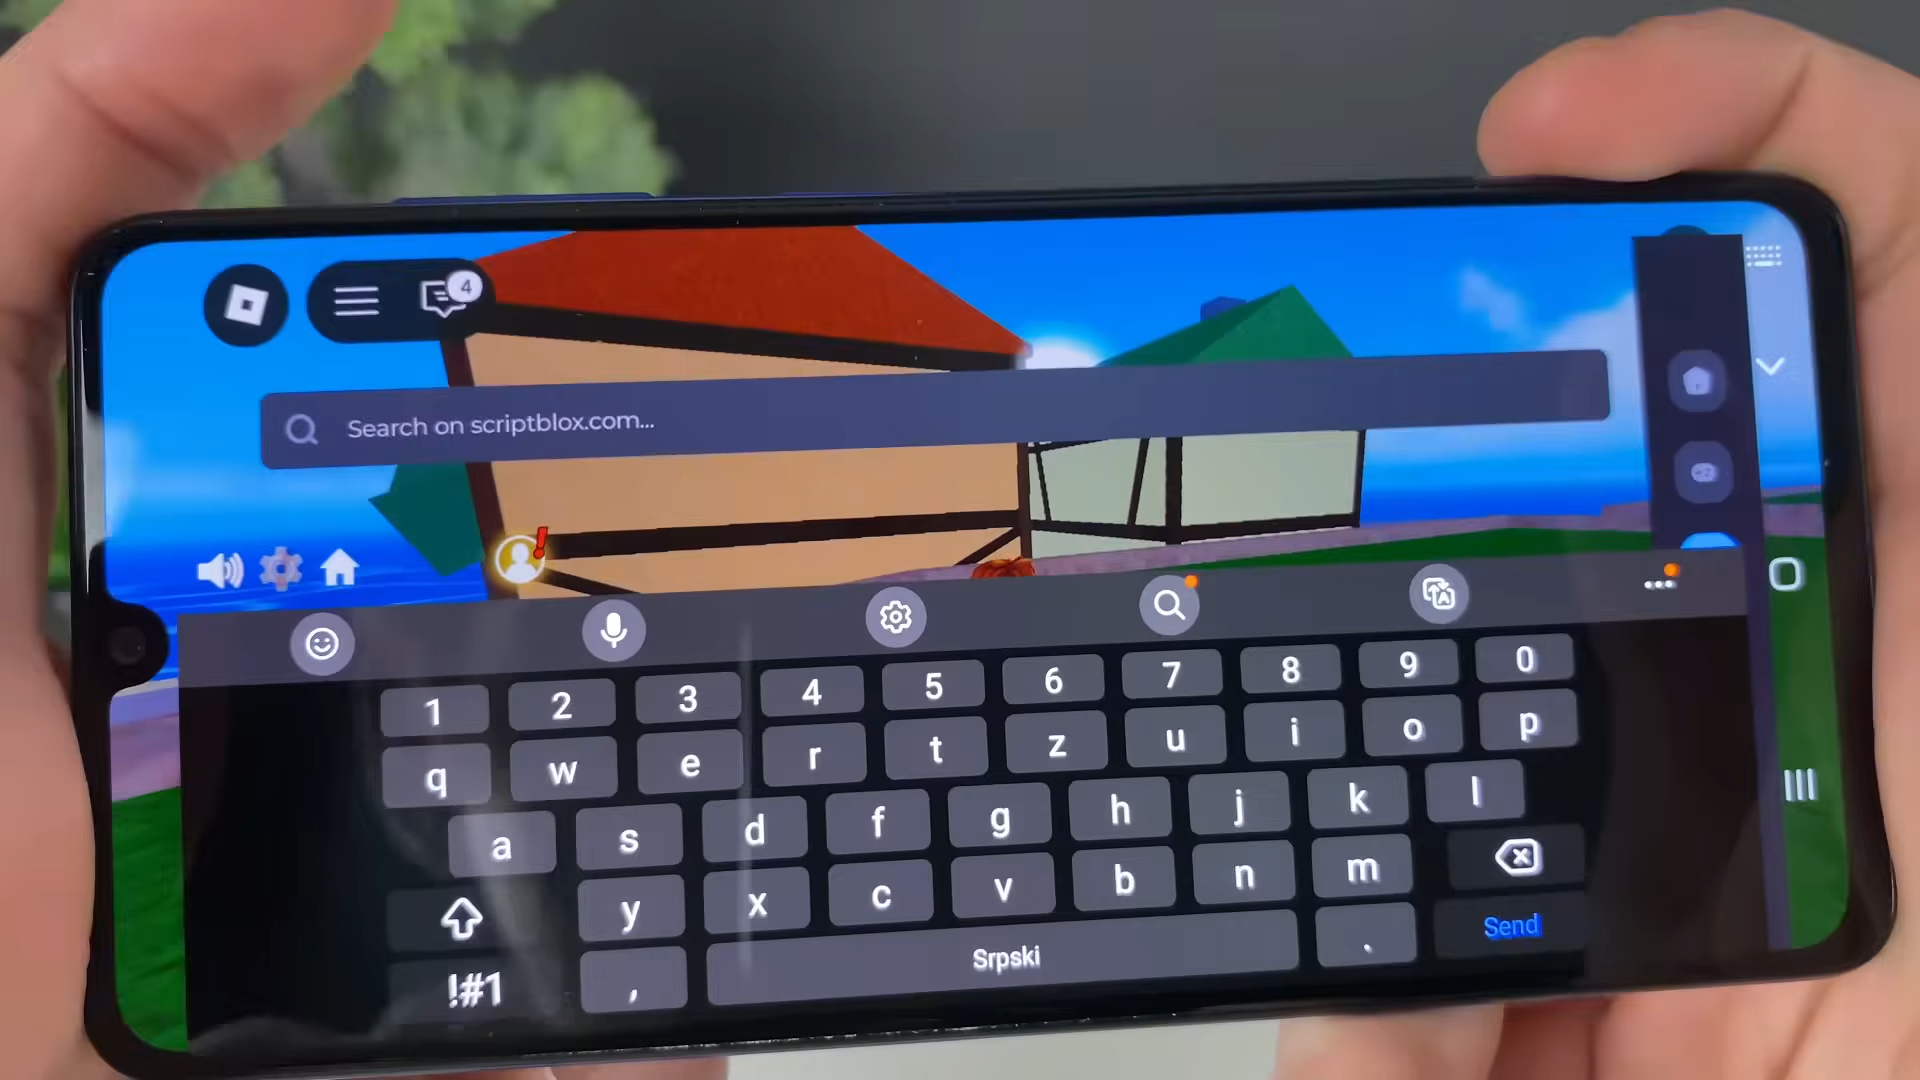 4
Search on scriptblox.com...
1 2 3 4 5 6 7 8 9 0
q w e r t z u i o p
a s d f g h j k l
y x c v b n m
!#1 , Srpski . Send